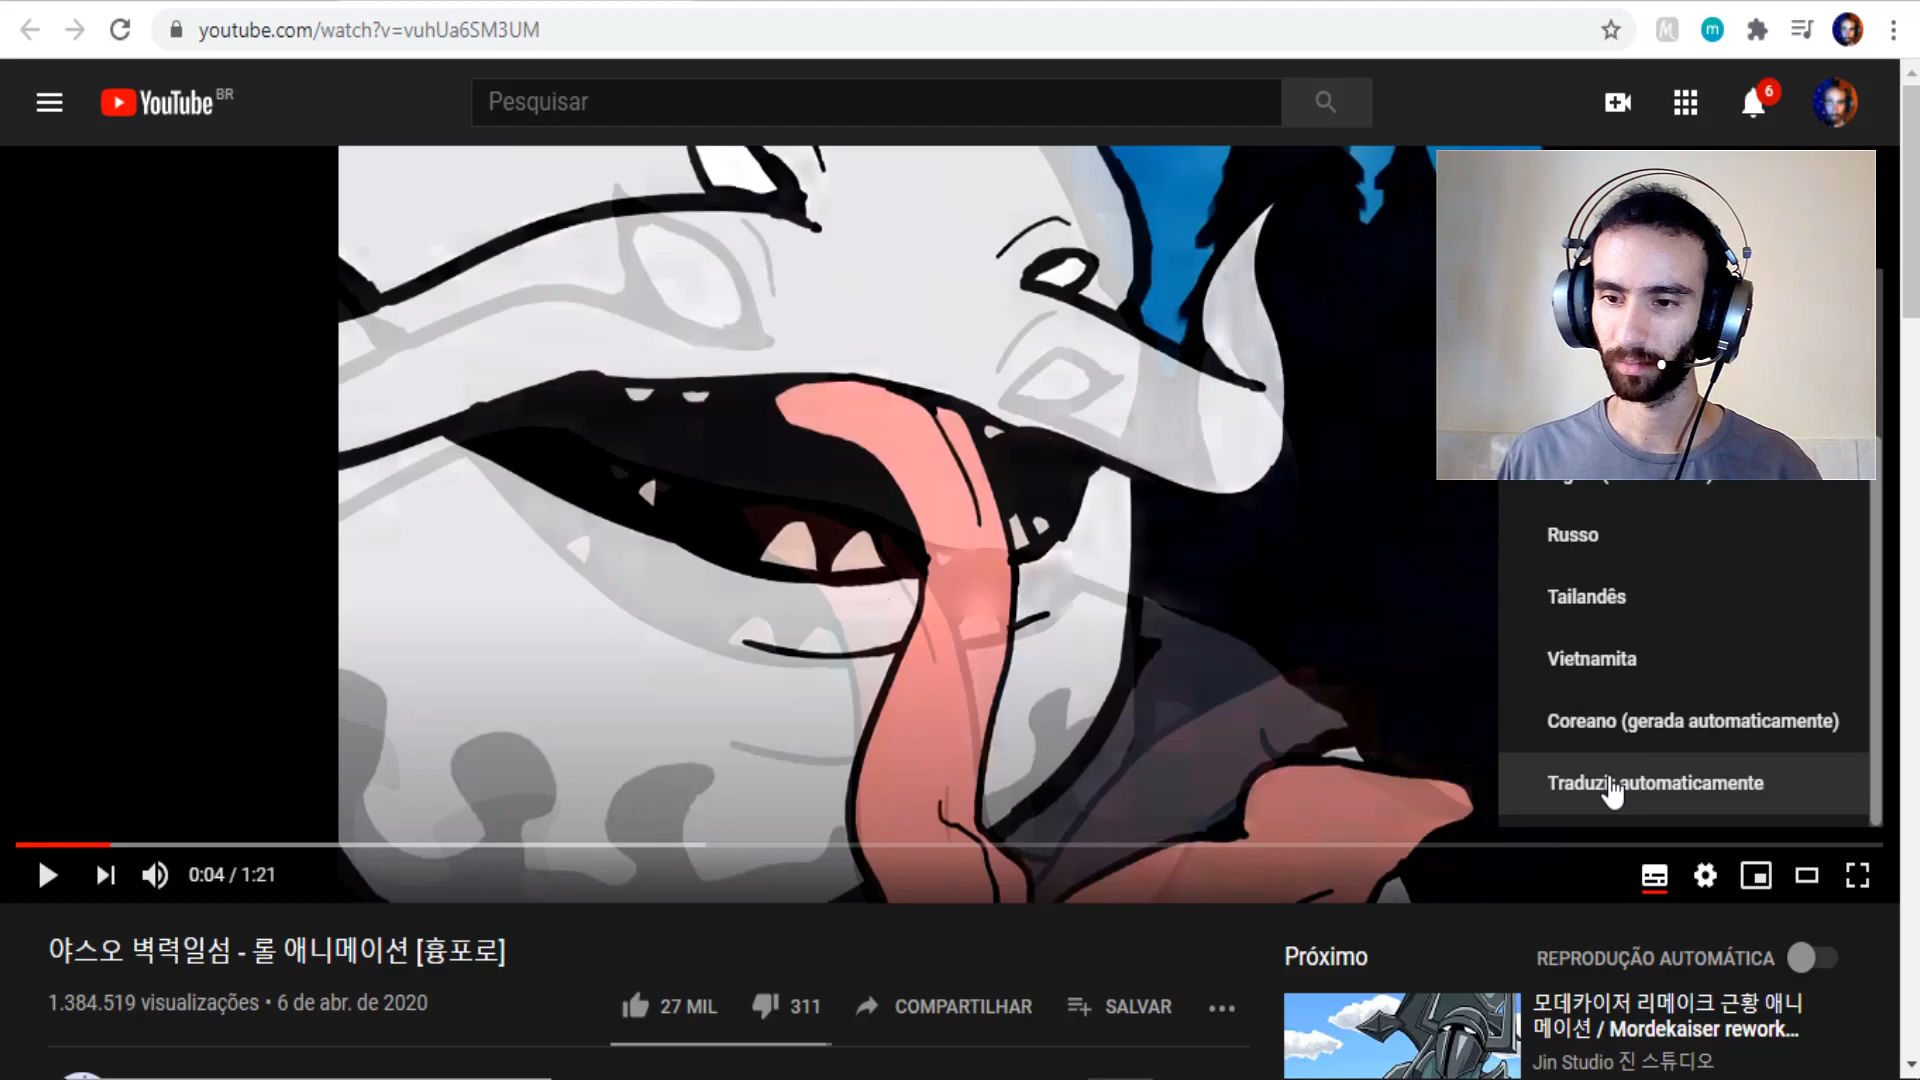 youtube.com/watch?v=vuhUa6SM3UM
m
YouTube BR
Pesquisar
6
Russo
Tailandês
Vietnamita
Coreano (gerada automaticamente)
Traduzir automaticamente
0:04 / 1:21
야스오 벽력일섬 - 롤 애니메이션 [흉포로]
1.384.519 visualizações • 6 de abr. de 2020
27 MIL
311
COMPARTILHAR
SALVAR
Próximo
REPRODUÇÃO AUTOMÁTICA
모데카이저 리메이크 근황 애니
메이션 / Mordekaiser rework...
Jin Studio 진 스튜디오